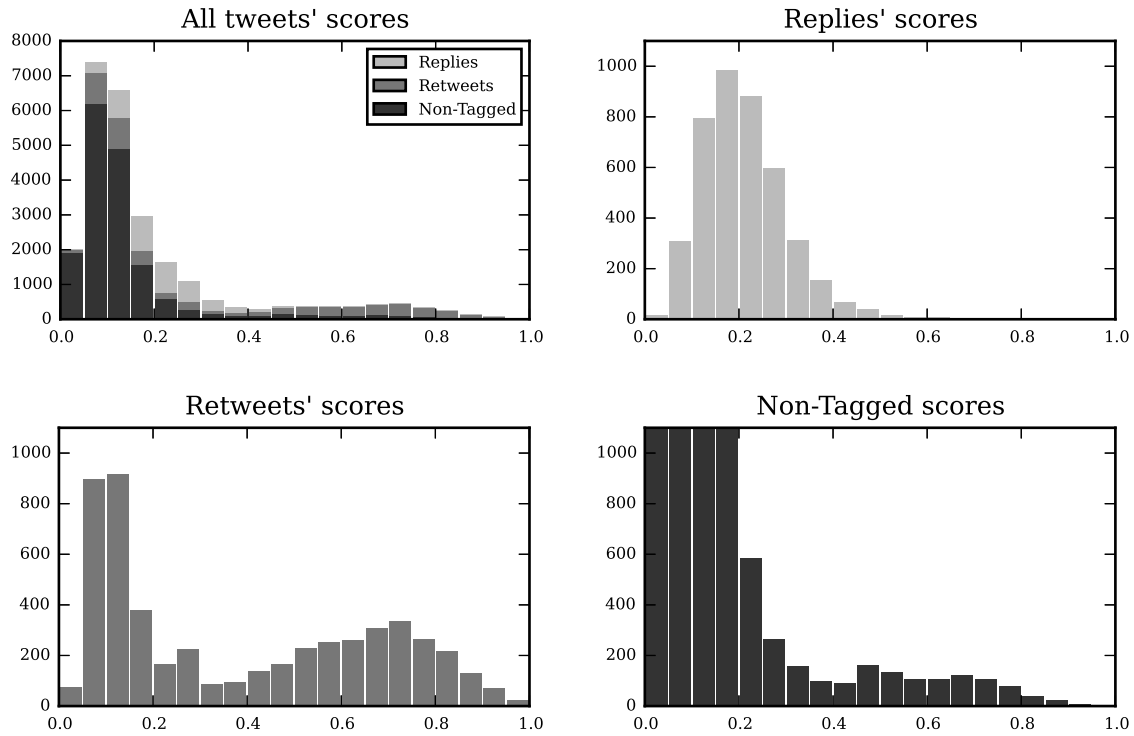 All tweets' scores
8000
7000
6000
5000
4000
3000
2000
1000
0
0.0 0.2 0.4 0.6 0.8 1.0
Replies
Retweets
Non-Tagged
Replies' scores
1000
800
600
400
200
0
0.0 0.2 0.4 0.6 0.8 1.0
Retweets' scores
1000
800
600
400
200
0
0.0 0.2 0.4 0.6 0.8 1.0
Non-Tagged scores
1000
800
600
400
200
0
0.0 0.2 0.4 0.6 0.8 1.0